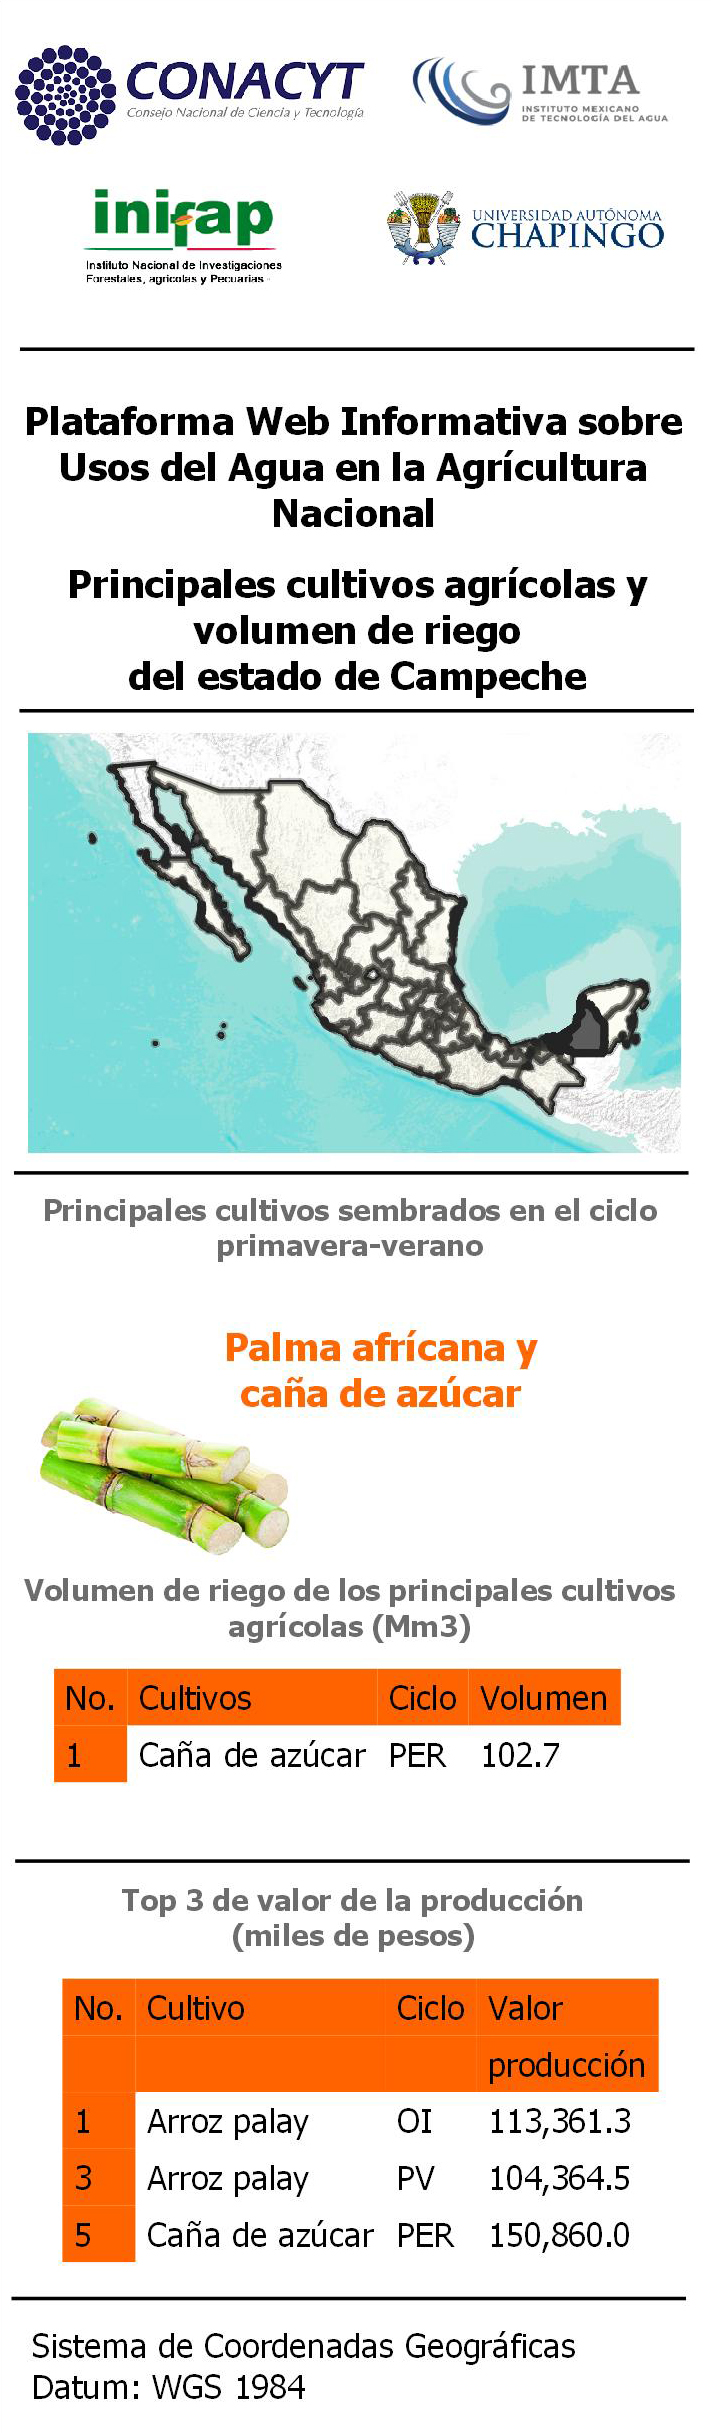 CONACYT
Consejo Nacional de Ciencia y Tecnología
IMTA
INSTITUTO MEXICANO
DE TECNOLOGÍA DEL AGUA
inifap
Instituto Nacional de Investigaciones
Forestales, agricolas y Pecuarias -
UNIVERSIDAD AUTÓNOMA
CHAPINGO
Plataforma Web Informativa sobre
Usos del Agua en la Agrícultura
Nacional
Principales cultivos agrícolas y
volumen de riego
del estado de Campeche
Principales cultivos sembrados en el ciclo
primavera-verano
Palma afrícana y
caña de azúcar
Volumen de riego de los principales cultivos
agrícolas (Mm3)
No. Cultivos Ciclo Volumen
1 Caña de azúcar PER 102.7
Top 3 de valor de la producción
(miles de pesos)
No. Cultivo Ciclo Valor
producción
1 Arroz palay OI 113,361.3
3 Arroz palay PV 104,364.5
5 Caña de azúcar PER 150,860.0
Sistema de Coordenadas Geográficas
Datum: WGS 1984